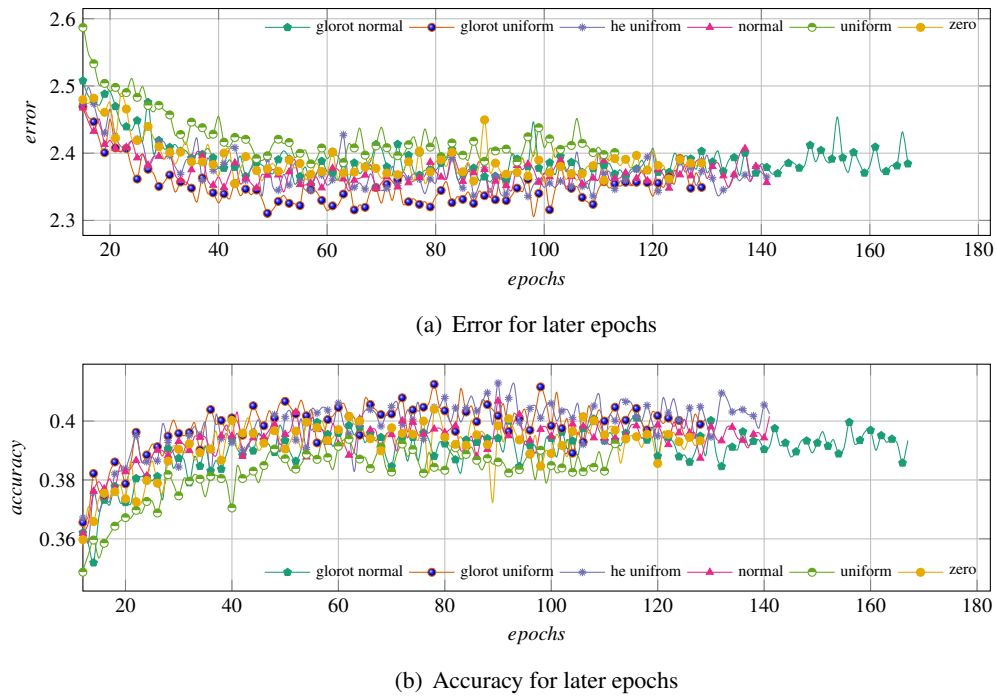 2.6
glorot normal glorot uniform he unifrom normal uniform zero
2.5
error
2.4
2.3
20 40 60 80 100 120 140 160 180
epochs
(a) Error for later epochs
0.4
accuracy
0.38
0.36
glorot normal glorot uniform he unifrom normal uniform zero
20 40 60 80 100 120 140 160 180
epochs
(b) Accuracy for later epochs